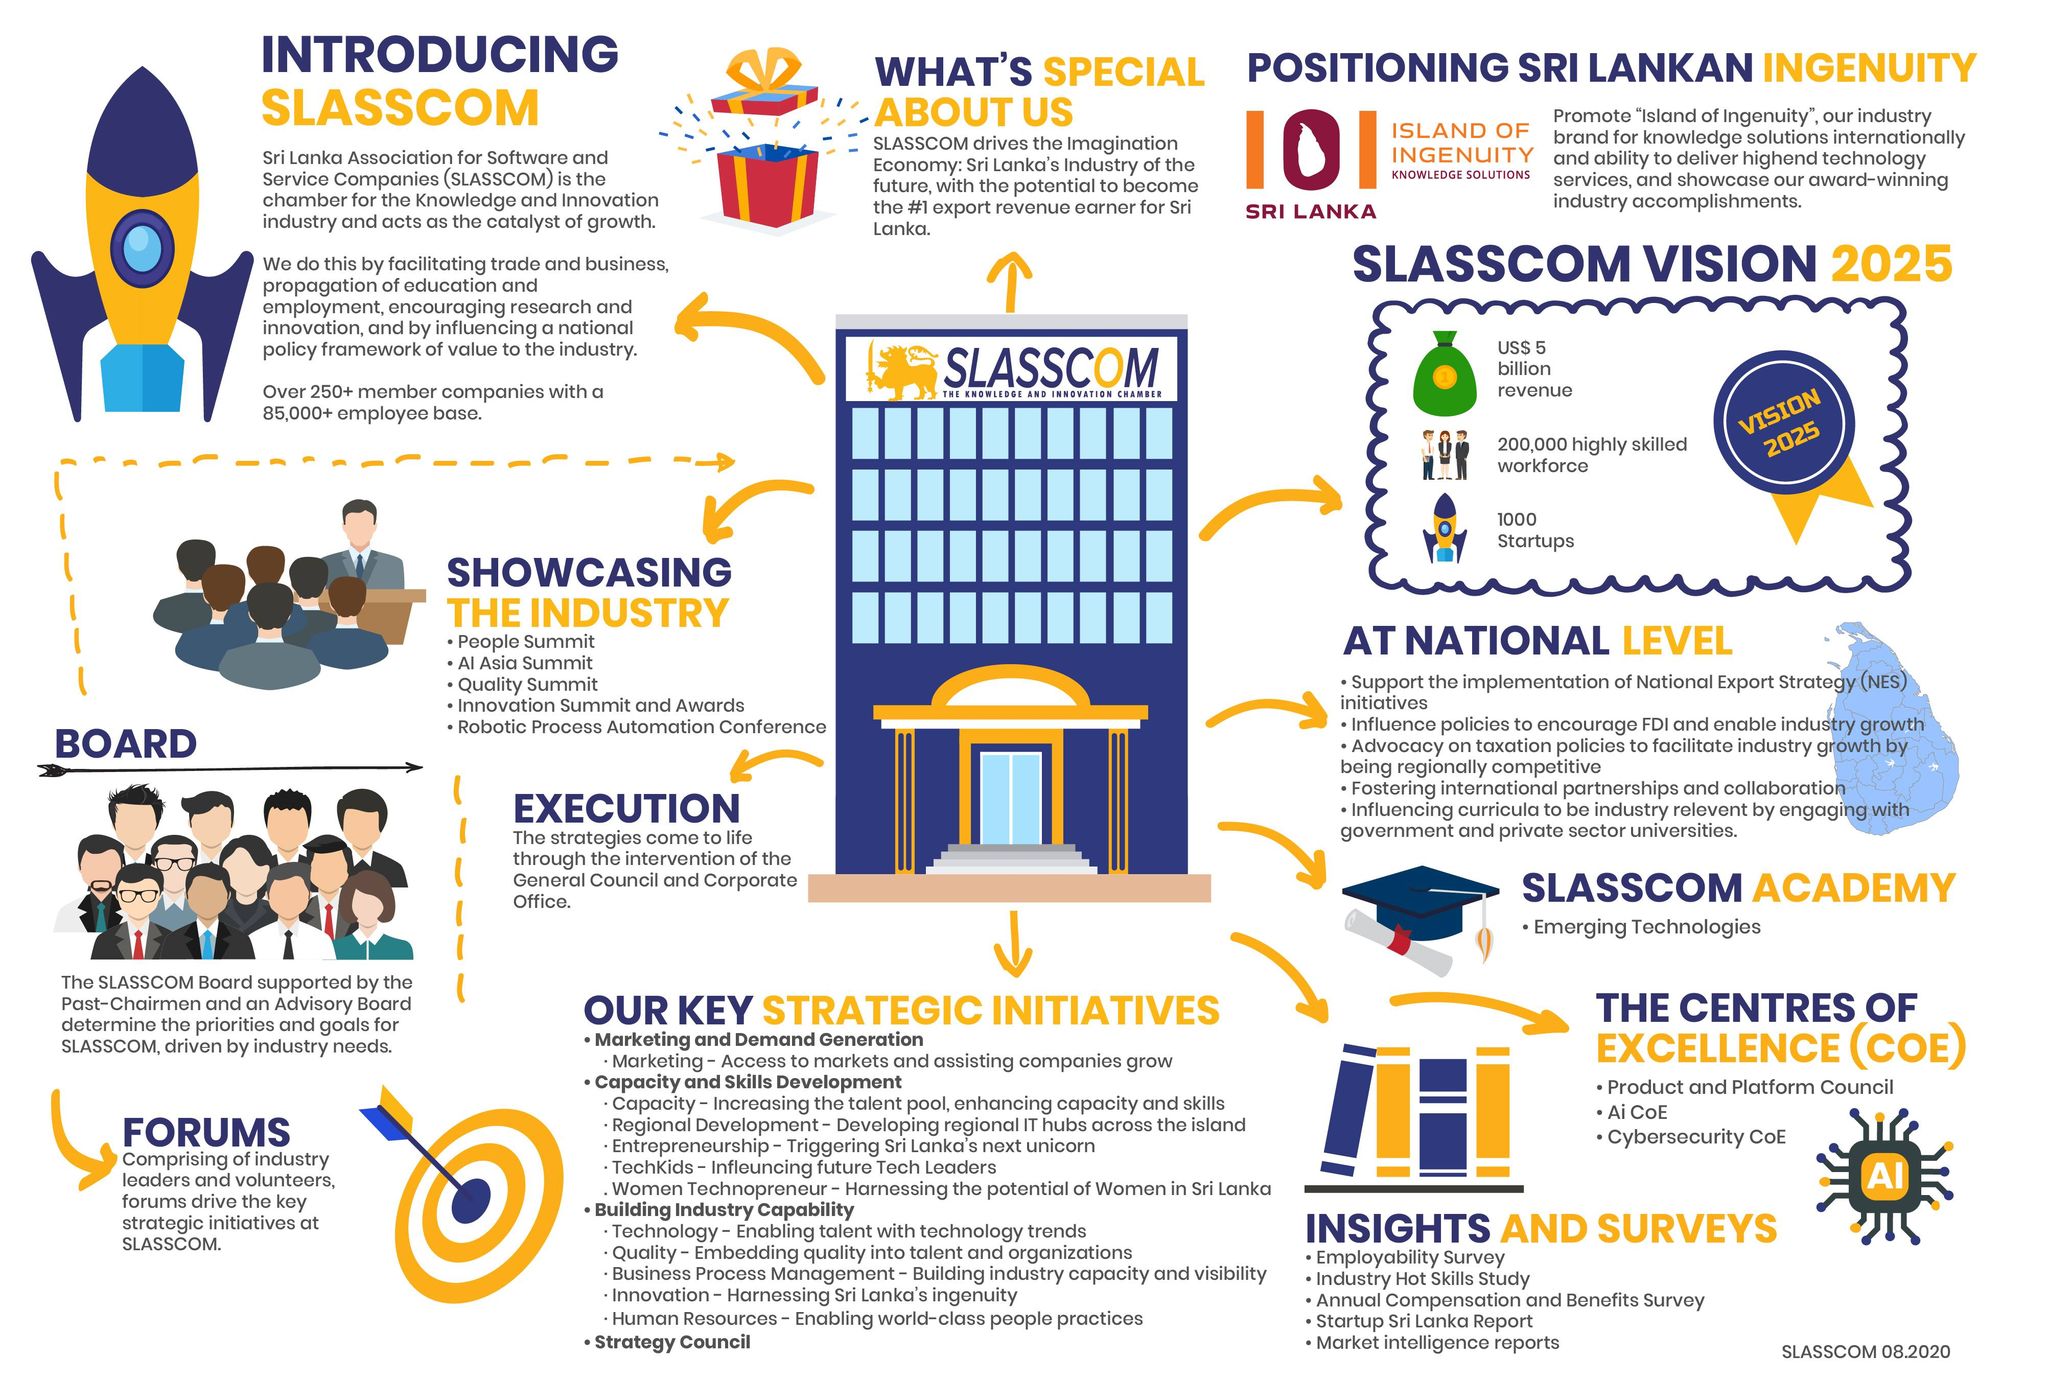 INTRODUCING
SLASSCOM
Sri Lanka Association for Software and
Service Companies (SLASSCOM) is the
chamber for the Knowledge and Innovation
industry and acts as the catalyst of growth.
We do this by facilitating trade and business,
propagation of education and
employment, encouraging research and
innovation, and by influencing a national
policy framework of value to the industry.
Over 250+ member companies with a
85,000+ employee base.
WHAT'S SPECIAL
ABOUT US
SLASSCOM drives the Imagination
Economy: Sri Lanka's Industry of the
future, with the potential to become
the #1 export revenue earner for Sri
Lanka.
POSITIONING SRI LANKAN INGENUITY
IOI
SRI LANKA
ISLAND OF
INGENUITY
KNOWLEDGE SOLUTIONS
Promote "Island of Ingenuity", our industry
brand for knowledge solutions internationally
and ability to deliver highend technology
services, and showcase our award-winning
industry accomplishments.
SLASSCOM VISION 2025
US$ 5
billion
revenue
200,000 highly skilled
workforce
1000
Startups
VISION
2025
SLASSCOM
THE KNOWLEDGE AND INNOVATION CHAMBER
SHOWCASING
THE INDUSTRY
• People Summit
• AI Asia Summit
• Quality Summit
• Innovation Summit and Awards
• Robotic Process Automation Conference
AT NATIONAL LEVEL
• Support the implementation of National Export Strategy (NES)
initiatives
• Influence policies to encourage FDI and enable industry growth
• Advocacy on taxation policies to facilitate industry growth by
being regionally competitive
• Fostering international partnerships and collaboration
• Influencing curricula to be industry relevent by engaging with
government and private sector universities.
BOARD
The SLASSCOM Board supported by the
Past-Chairmen and an Advisory Board
determine the priorities and goals for
SLASSCOM, driven by industry needs.
EXECUTION
The strategies come to life
through the intervention of the
General Council and Corporate
Office.
SLASSCOM ACADEMY
• Emerging Technologies
FORUMS
Comprising of industry
leaders and volunteers,
forums drive the key
strategic initiatives at
SLASSCOM.
OUR KEY STRATEGIC INITIATIVES
• Marketing and Demand Generation
· Marketing - Access to markets and assisting companies grow
• Capacity and Skills Development
· Capacity - Increasing the talent pool, enhancing capacity and skills
· Regional Development - Developing regional IT hubs across the island
· Entrepreneurship - Triggering Sri Lanka's next unicorn
· TechKids - Infleuncing future Tech Leaders
. Women Technopreneur - Harnessing the potential of Women in Sri Lanka
• Building Industry Capability
· Technology - Enabling talent with technology trends
· Quality - Embedding quality into talent and organizations
· Business Process Management - Building industry capacity and visibility
· Innovation - Harnessing Sri Lanka's ingenuity
· Human Resources - Enabling world-class people practices
• Strategy Council
THE CENTRES OF
EXCELLENCE (COE)
• Product and Platform Council
• Ai CoE
• Cybersecurity CoE
AI
INSIGHTS AND SURVEYS
• Employability Survey
• Industry Hot Skills Study
• Annual Compensation and Benefits Survey
• Startup Sri Lanka Report
• Market intelligence reports
SLASSCOM 08.2020